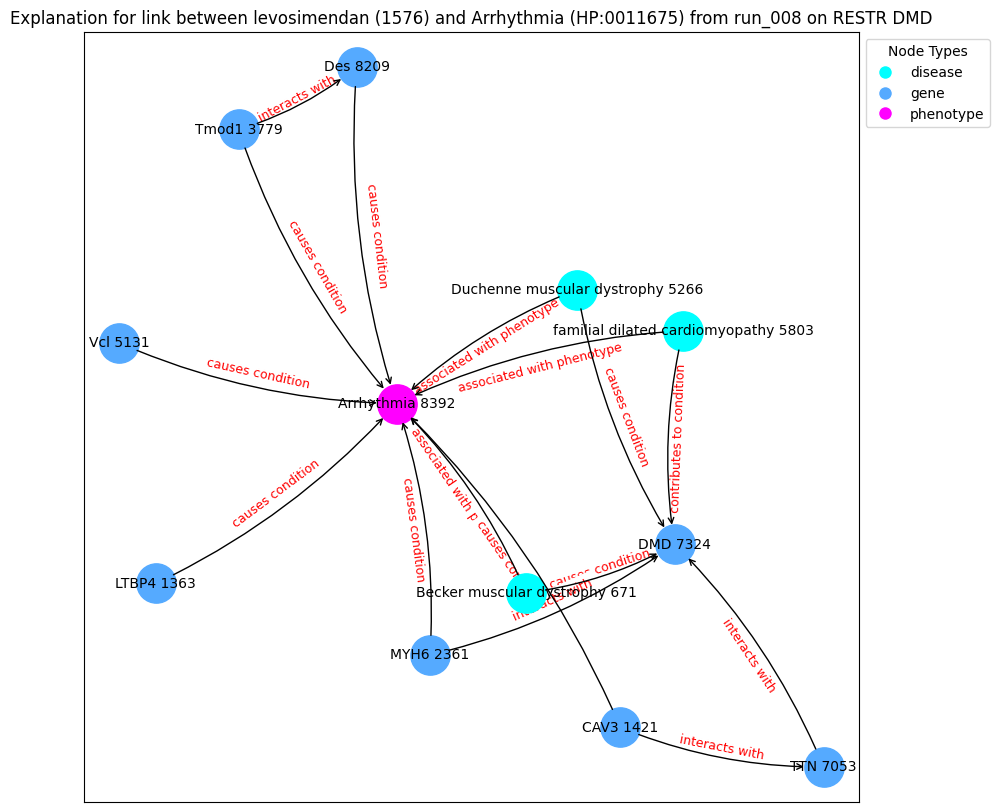 Explanation for link between levosimendan (1576) and Arrhythmia (HP:0011675) from run_008 on RESTR DMD
Node Types
disease
gene
phenotype
Des 8209
interacts with
Tmod1 3779
causes condition
causes condition
Duchenne muscular dystrophy 5266
familial dilated cardiomyopathy 5803
Vcl 5131
associated with phenotype
associated with phenotype
causes condition
causes condition
contributes to condition
Arrhythmia 8392
associated with p
causes co
causes condition
causes condition
DMD 7324
causes condition
LTBP4 1363
Becker muscular dystrophy 671
interacts with
MYH6 2361
interacts with
CAV3 1421
interacts with
TTN 7053